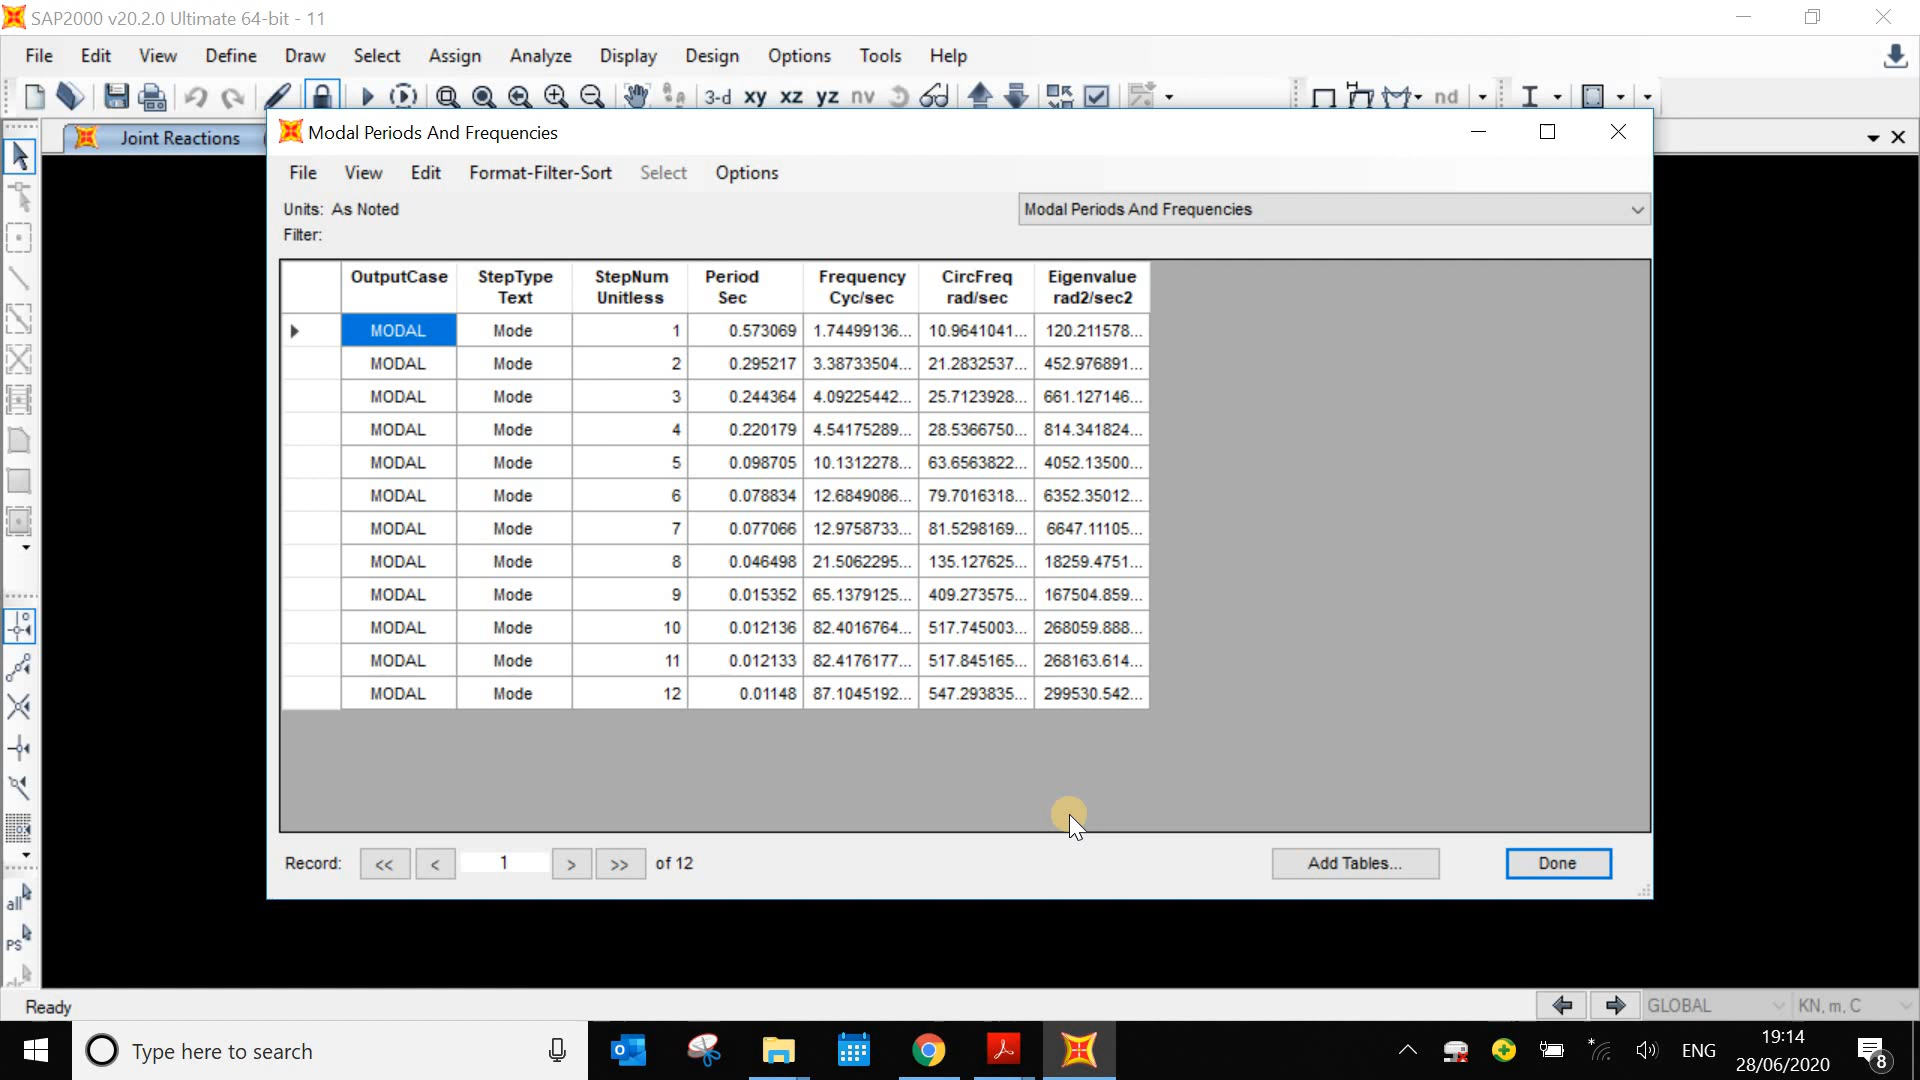 SAP2000 v20.2.0 Ultimate 64-bit - 11
File Edit View Define Draw Select Assign Analyze Display Design Options Tools Help
3-d xy xz yz nv nd
Joint Reactions
Modal Periods And Frequencies
File View Edit Format-Filter-Sort Select Options
Units: As Noted
Modal Periods And Frequencies
Filter:
OutputCase StepType StepNum Period Frequency CircFreq Eigenvalue
Text Unitless Sec Cyc/sec rad/sec rad2/sec2
MODAL Mode 1 0.573069 1.74499136... 10.9641041... 120.211578...
MODAL Mode 2 0.295217 3.38733504... 21.2832537... 452.976891...
MODAL Mode 3 0.244364 4.09225442... 25.7123928... 661.127146...
MODAL Mode 4 0.220179 4.54175289... 28.5366750... 814.341824...
MODAL Mode 5 0.098705 10.1312278... 63.6563822... 4052.13500...
MODAL Mode 6 0.078834 12.6849086... 79.7016318... 6352.35012...
MODAL Mode 7 0.077066 12.9758733... 81.5298169... 6647.11105...
MODAL Mode 8 0.046498 21.5062295... 135.127625... 18259.4751...
MODAL Mode 9 0.015352 65.1379125... 409.273575... 167504.859...
MODAL Mode 10 0.012136 82.4016764... 517.745003... 268059.888...
MODAL Mode 11 0.012133 82.4176177... 517.845165... 268163.614...
MODAL Mode 12 0.01148 87.1045192... 547.293835... 299530.542...
Record: << < 1 > >> of 12 Add Tables... Done
all
PS
Ready GLOBAL KN, m, C
Type here to search ENG 19:14
28/06/2020 8